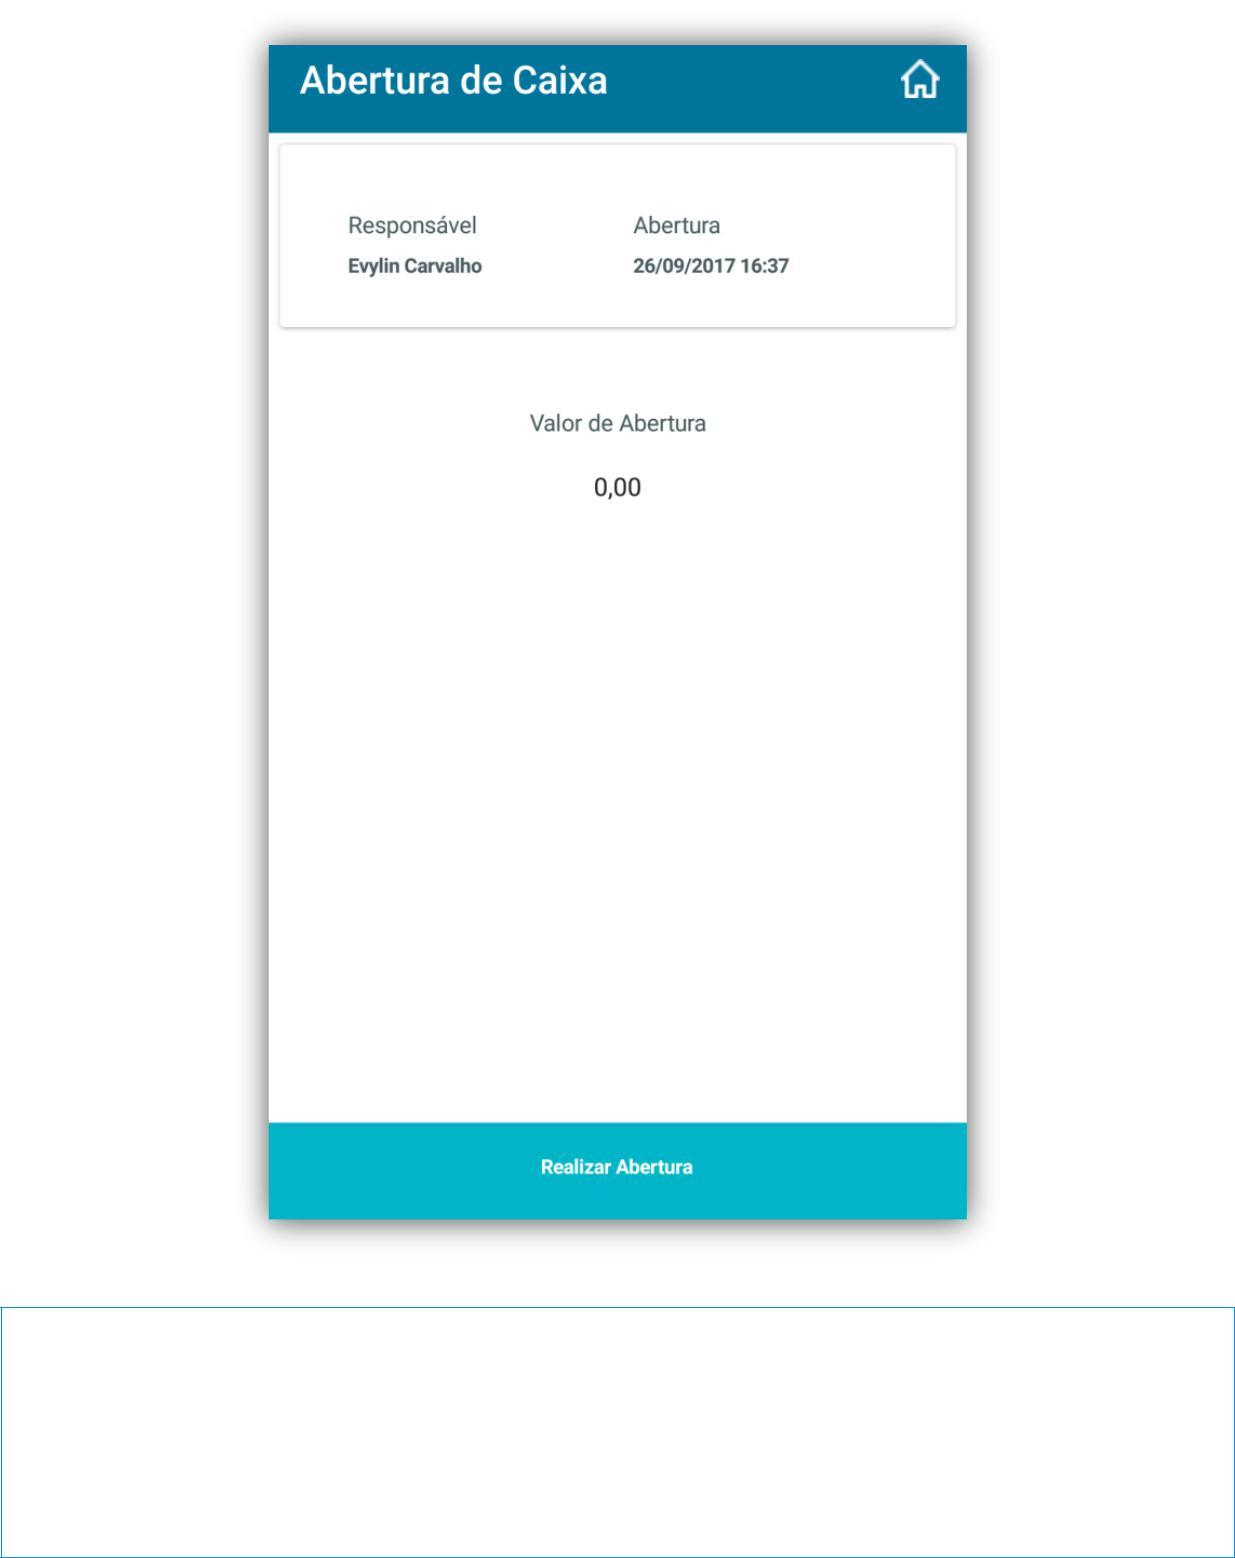 Abertura de Caixa
Responsável Abertura
Evylin Carvalho 26/09/2017 16:37
Valor de Abertura
0,00
Realizar Abertura